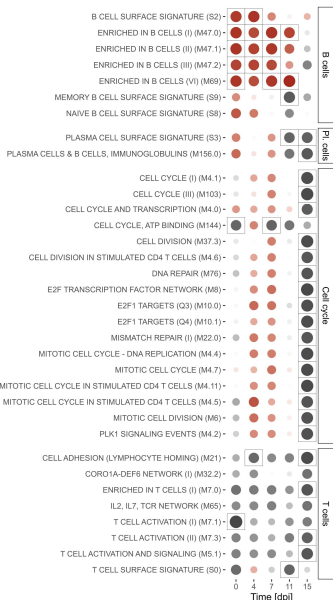 B CELL SURFACE SIGNATURE (S2)
ENRICHED IN B CELLS (I) (M47.0)
ENRICHED IN B CELLS (II) (M47.1)
ENRICHED IN B CELLS (III) (M47.2)
ENRICHED IN B CELLS (VI) (M69)
MEMORY B CELL SURFACE SIGNATURE (S9)
NAIVE B CELL SURFACE SIGNATURE (S8)
B cells
PLASMA CELL SURFACE SIGNATURE (S3)
PLASMA CELLS & B CELLS, IMMUNOGLOBULINS (M156.0)
Pl. cells
CELL CYCLE (I) (M4.1)
CELL CYCLE (III) (M103)
CELL CYCLE AND TRANSCRIPTION (M4.0)
CELL CYCLE, ATP BINDING (M144)
CELL DIVISION (M37.3)
CELL DIVISION IN STIMULATED CD4 T CELLS (M4.6)
DNA REPAIR (M76)
E2F TRANSCRIPTION FACTOR NETWORK (M8)
E2F1 TARGETS (Q3) (M10.0)
E2F1 TARGETS (Q4) (M10.1)
MISMATCH REPAIR (I) (M22.0)
MITOTIC CELL CYCLE - DNA REPLICATION (M4.4)
MITOTIC CELL CYCLE (M4.7)
MITOTIC CELL CYCLE IN STIMULATED CD4 T CELLS (M4.11)
MITOTIC CELL CYCLE IN STIMULATED CD4 T CELLS (M4.5)
MITOTIC CELL DIVISION (M6)
PLK1 SIGNALING EVENTS (M4.2)
Cell cycle
CELL ADHESION (LYMPHOCYTE HOMING) (M21)
CORO1A-DEF6 NETWORK (I) (M32.2)
ENRICHED IN T CELLS (I) (M7.0)
IL2, IL7, TCR NETWORK (M65)
T CELL ACTIVATION (I) (M7.1)
T CELL ACTIVATION (II) (M7.3)
T CELL ACTIVATION AND SIGNALING (M5.1)
T CELL SURFACE SIGNATURE (S0)
T cells
0 4 7 11 15
Time [dpi]